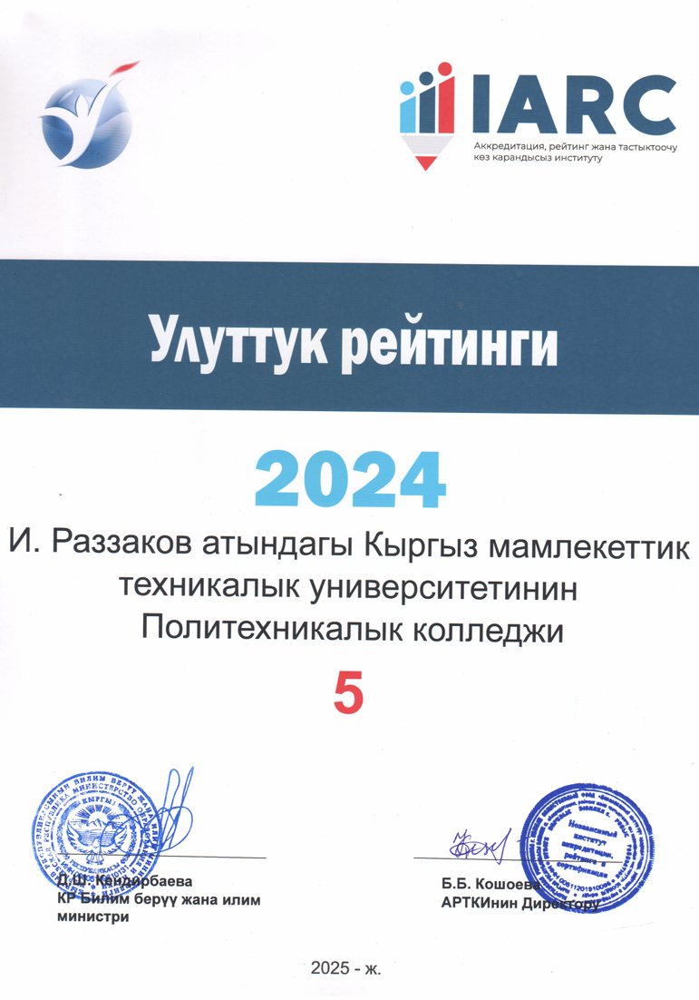 IARC
Аккредитация, рейтинг жана тастыктоочу
көз карандысыз институту
Улуттук рейтинги
2024
И. Раззаков атындагы Кыргыз мамлекеттик
техникалык университетинин
Политехникалык колледжи
5
Д.Ш. Кендирбаева
КР Билим берүү жана илим
министри
Независимый
институт
аккредитации,
рейтинга и
сертификации
Б.Б. Кошоева
АРТКИнин Директору
2025 - ж.